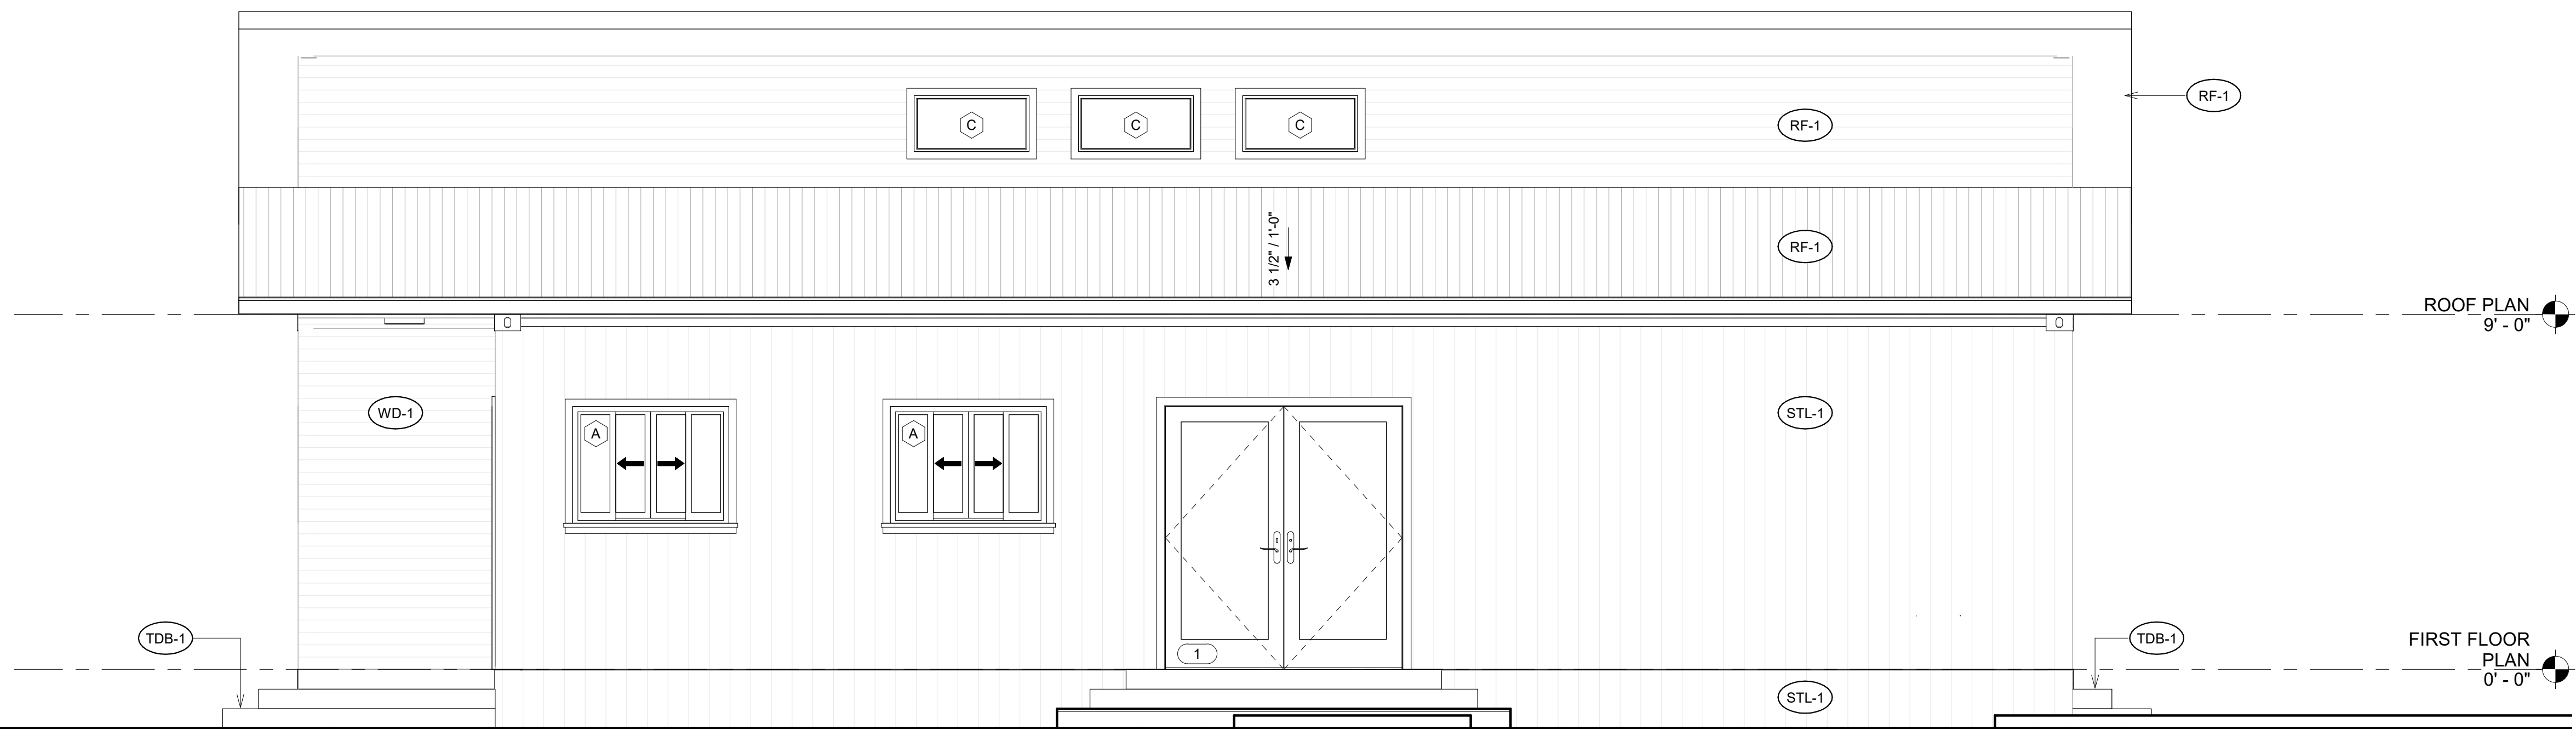 RF-1
C
C
C
RF-1
3 1/2" / 1'-0"
RF-1
ROOF PLAN
9' - 0"
WD-1
A
A
STL-1
TDB-1
1
TDB-1
FIRST FLOOR
PLAN
0' - 0"
STL-1